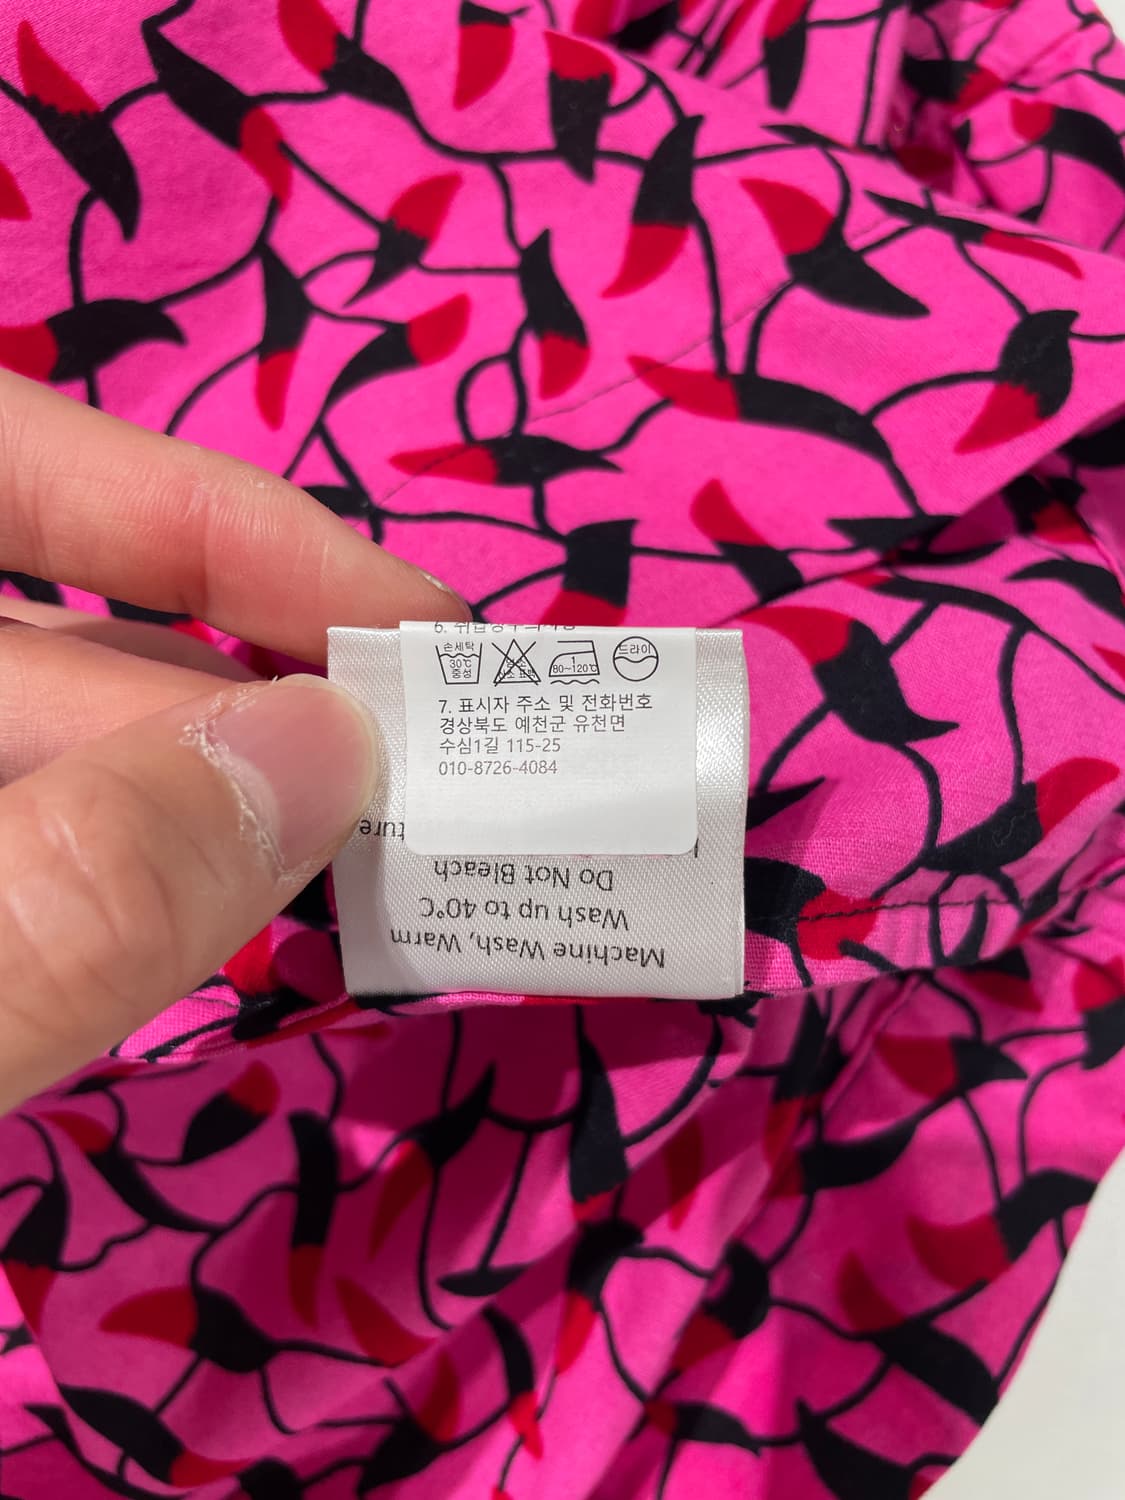 손세탁
30℃
중성
80~120℃
드라이
7. 표시자 주소 및 전화번호
경상북도 예천군 유천면
수심1길 115-25
010-8726-4084
Machine Wash, Warm
Wash up to 40°C
Do Not Bleach